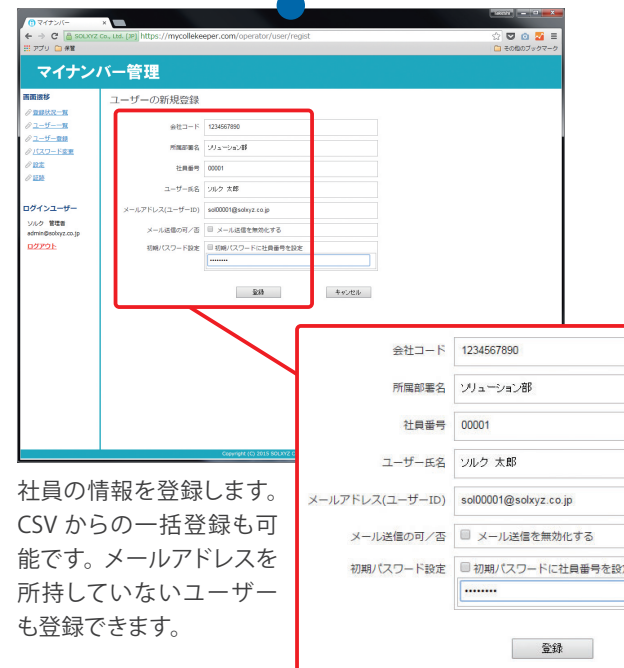 マイナンバー
SOLXYZ Co., Ltd. [JP] https://mycollekeeper.com/operator/user/regist
アプリ 保管 その他のブックマーク
マイナンバー管理
画面遷移
登録状況一覧
ユーザー一覧
ユーザー登録
パスワード変更
設定
証跡
ログインユーザー
ソルク 管理者
admin@solxyz.co.jp
ログアウト
ユーザーの新規登録
会社コード 1234567890
所属部署名 ソリューション部
社員番号 00001
ユーザー氏名 ソルク 太郎
メールアドレス(ユーザーID) sol00001@solxyz.co.jp
メール送信の可／否 メール送信を無効化する
初期パスワード設定 初期パスワードに社員番号を設定
••••••••
登録 キャンセル
Copyright (C) 2015 SOLXYZ C
会社コード 1234567890
所属部署名 ソリューション部
社員番号 00001
ユーザー氏名 ソルク 太郎
メールアドレス(ユーザーID) sol00001@solxyz.co.jp
メール送信の可／否 メール送信を無効化する
初期パスワード設定 初期パスワードに社員番号を設
••••••••
登録
社員の情報を登録します。
CSV からの一括登録も可
能です。メールアドレスを
所持していないユーザー
も登録できます。